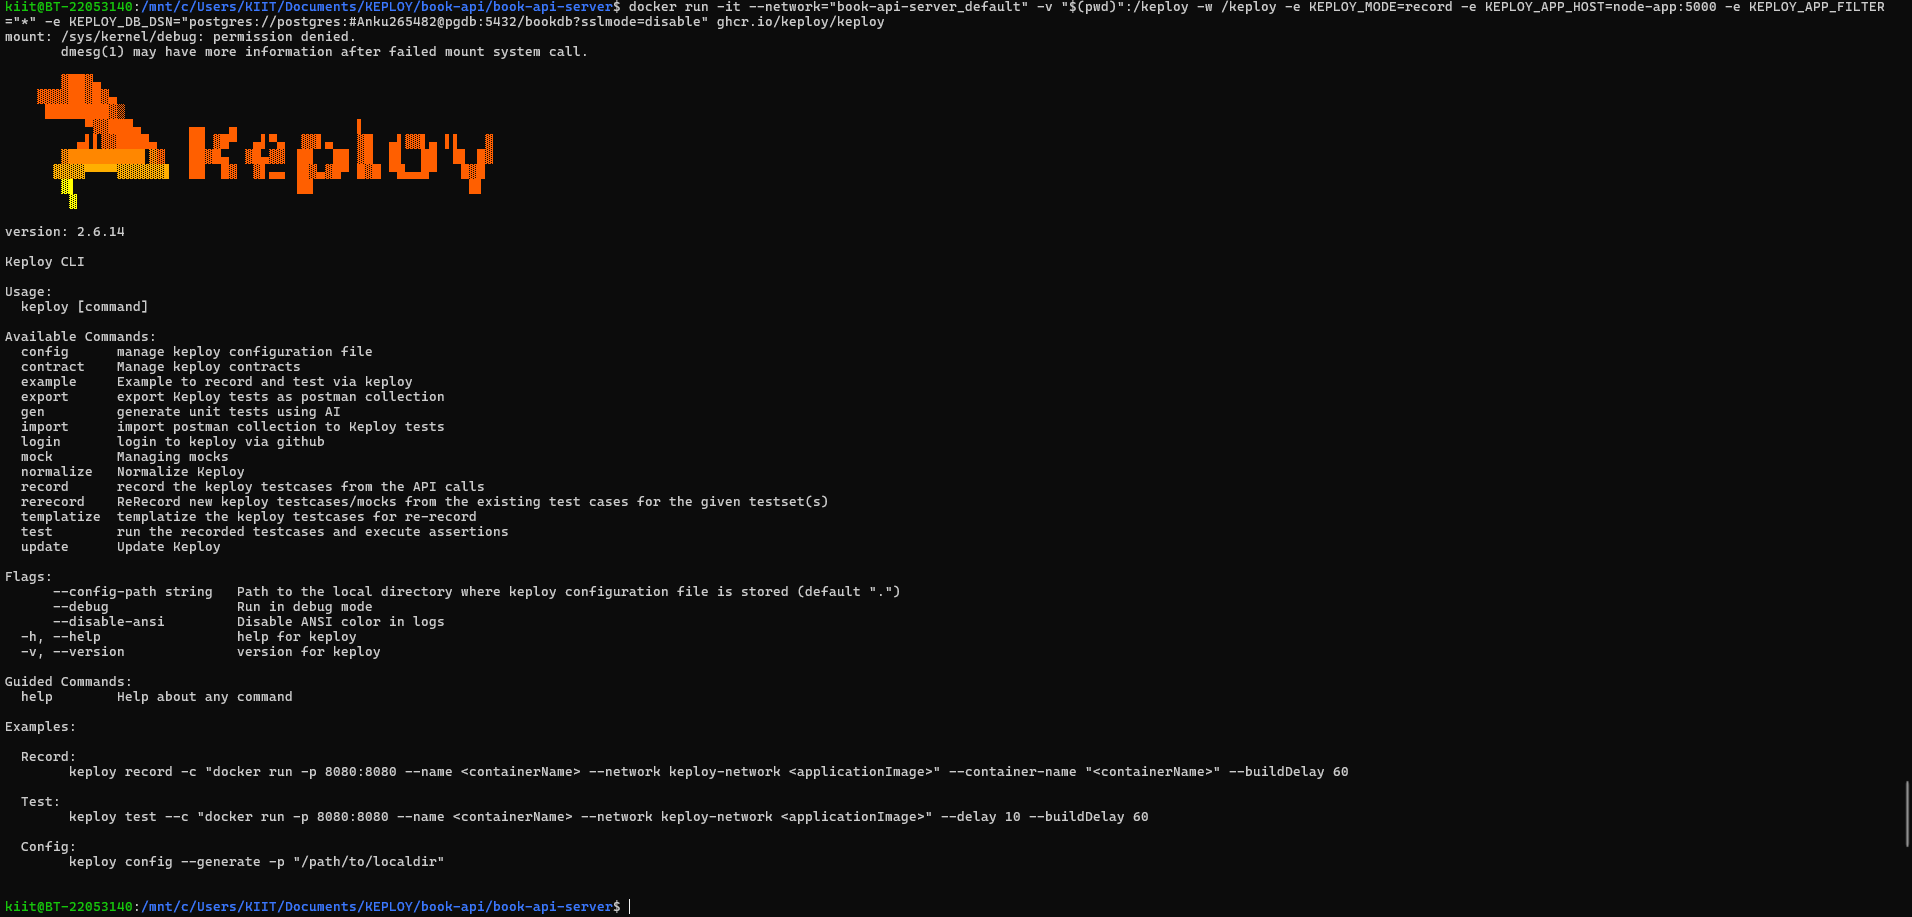 kiit@BT-22053140:/mnt/c/Users/KIIT/Documents/KEPLOY/book-api/book-api-server$ docker run -it --network="book-api-server_default" -v "$(pwd)":/keploy -w /keploy -e KEPLOY_MODE=record -e KEPLOY_APP_HOST=node-app:5000 -e KEPLOY_APP_FILTER
="*" -e KEPLOY_DB_DSN="postgres://postgres:#Anku265482@pgdb:5432/bookdb?sslmode=disable" ghcr.io/keploy/keploy
mount: /sys/kernel/debug: permission denied.
       dmesg(1) may have more information after failed mount system call.
Keploy
version: 2.6.14
Keploy CLI
Usage:
  keploy [command]
Available Commands:
  config      manage keploy configuration file
  contract    Manage keploy contracts
  example     Example to record and test via keploy
  export      export Keploy tests as postman collection
  gen         generate unit tests using AI
  import      import postman collection to Keploy tests
  login       login to keploy via github
  mock        Managing mocks
  normalize   Normalize Keploy
  record      record the keploy testcases from the API calls
  rerecord    ReRecord new keploy testcases/mocks from the existing test cases for the given testset(s)
  templatize  templatize the keploy testcases for re-record
  test        run the recorded testcases and execute assertions
  update      Update Keploy
Flags:
      --config-path string   Path to the local directory where keploy configuration file is stored (default ".")
      --debug                Run in debug mode
      --disable-ansi         Disable ANSI color in logs
  -h, --help                 help for keploy
  -v, --version              version for keploy
Guided Commands:
  help        Help about any command
Examples:
  Record:
        keploy record -c "docker run -p 8080:8080 --name <containerName> --network keploy-network <applicationImage>" --container-name "<containerName>" --buildDelay 60
  Test:
        keploy test --c "docker run -p 8080:8080 --name <containerName> --network keploy-network <applicationImage>" --delay 10 --buildDelay 60
  Config:
        keploy config --generate -p "/path/to/localdir"
kiit@BT-22053140:/mnt/c/Users/KIIT/Documents/KEPLOY/book-api/book-api-server$